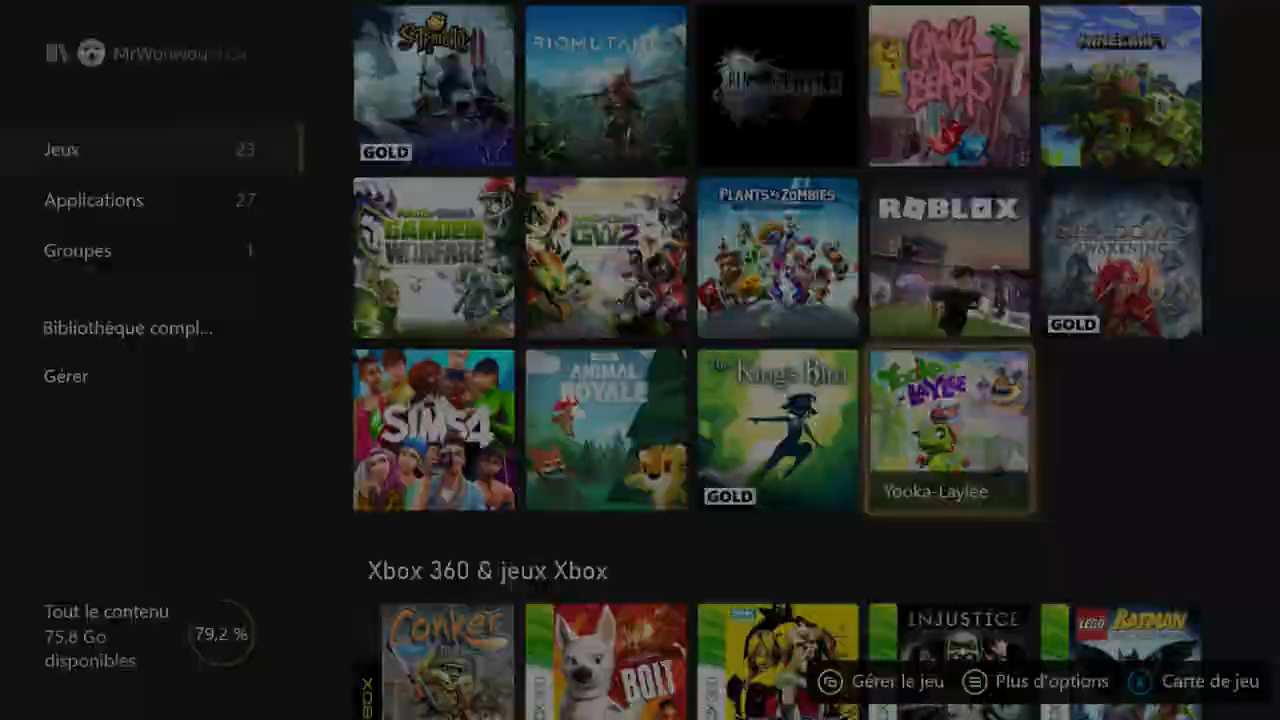 MrWonwou
Jeux 23
Applications 27
Groupes 1
Bibliothèque compl...
Gérer
Tout le contenu
75,8 Go
disponibles
79,2 %
GOLD
BIOMUTANT
GANG
BEASTS
MINECRAFT
GARDEN
WARFARE
GW2
PLANTS vs. ZOMBIES
ROBLOX
AWAKENING
GOLD
SIMS4
ANIMAL
ROYALE
The King's Bird
GOLD
Yooka
LAYLEE
Yooka-Laylee
Xbox 360 & jeux Xbox
Conker
XBOX
BOLT
INJUSTICE
LEGO BATMAN
Gérer le jeu
Plus d'options
X Carte de jeu